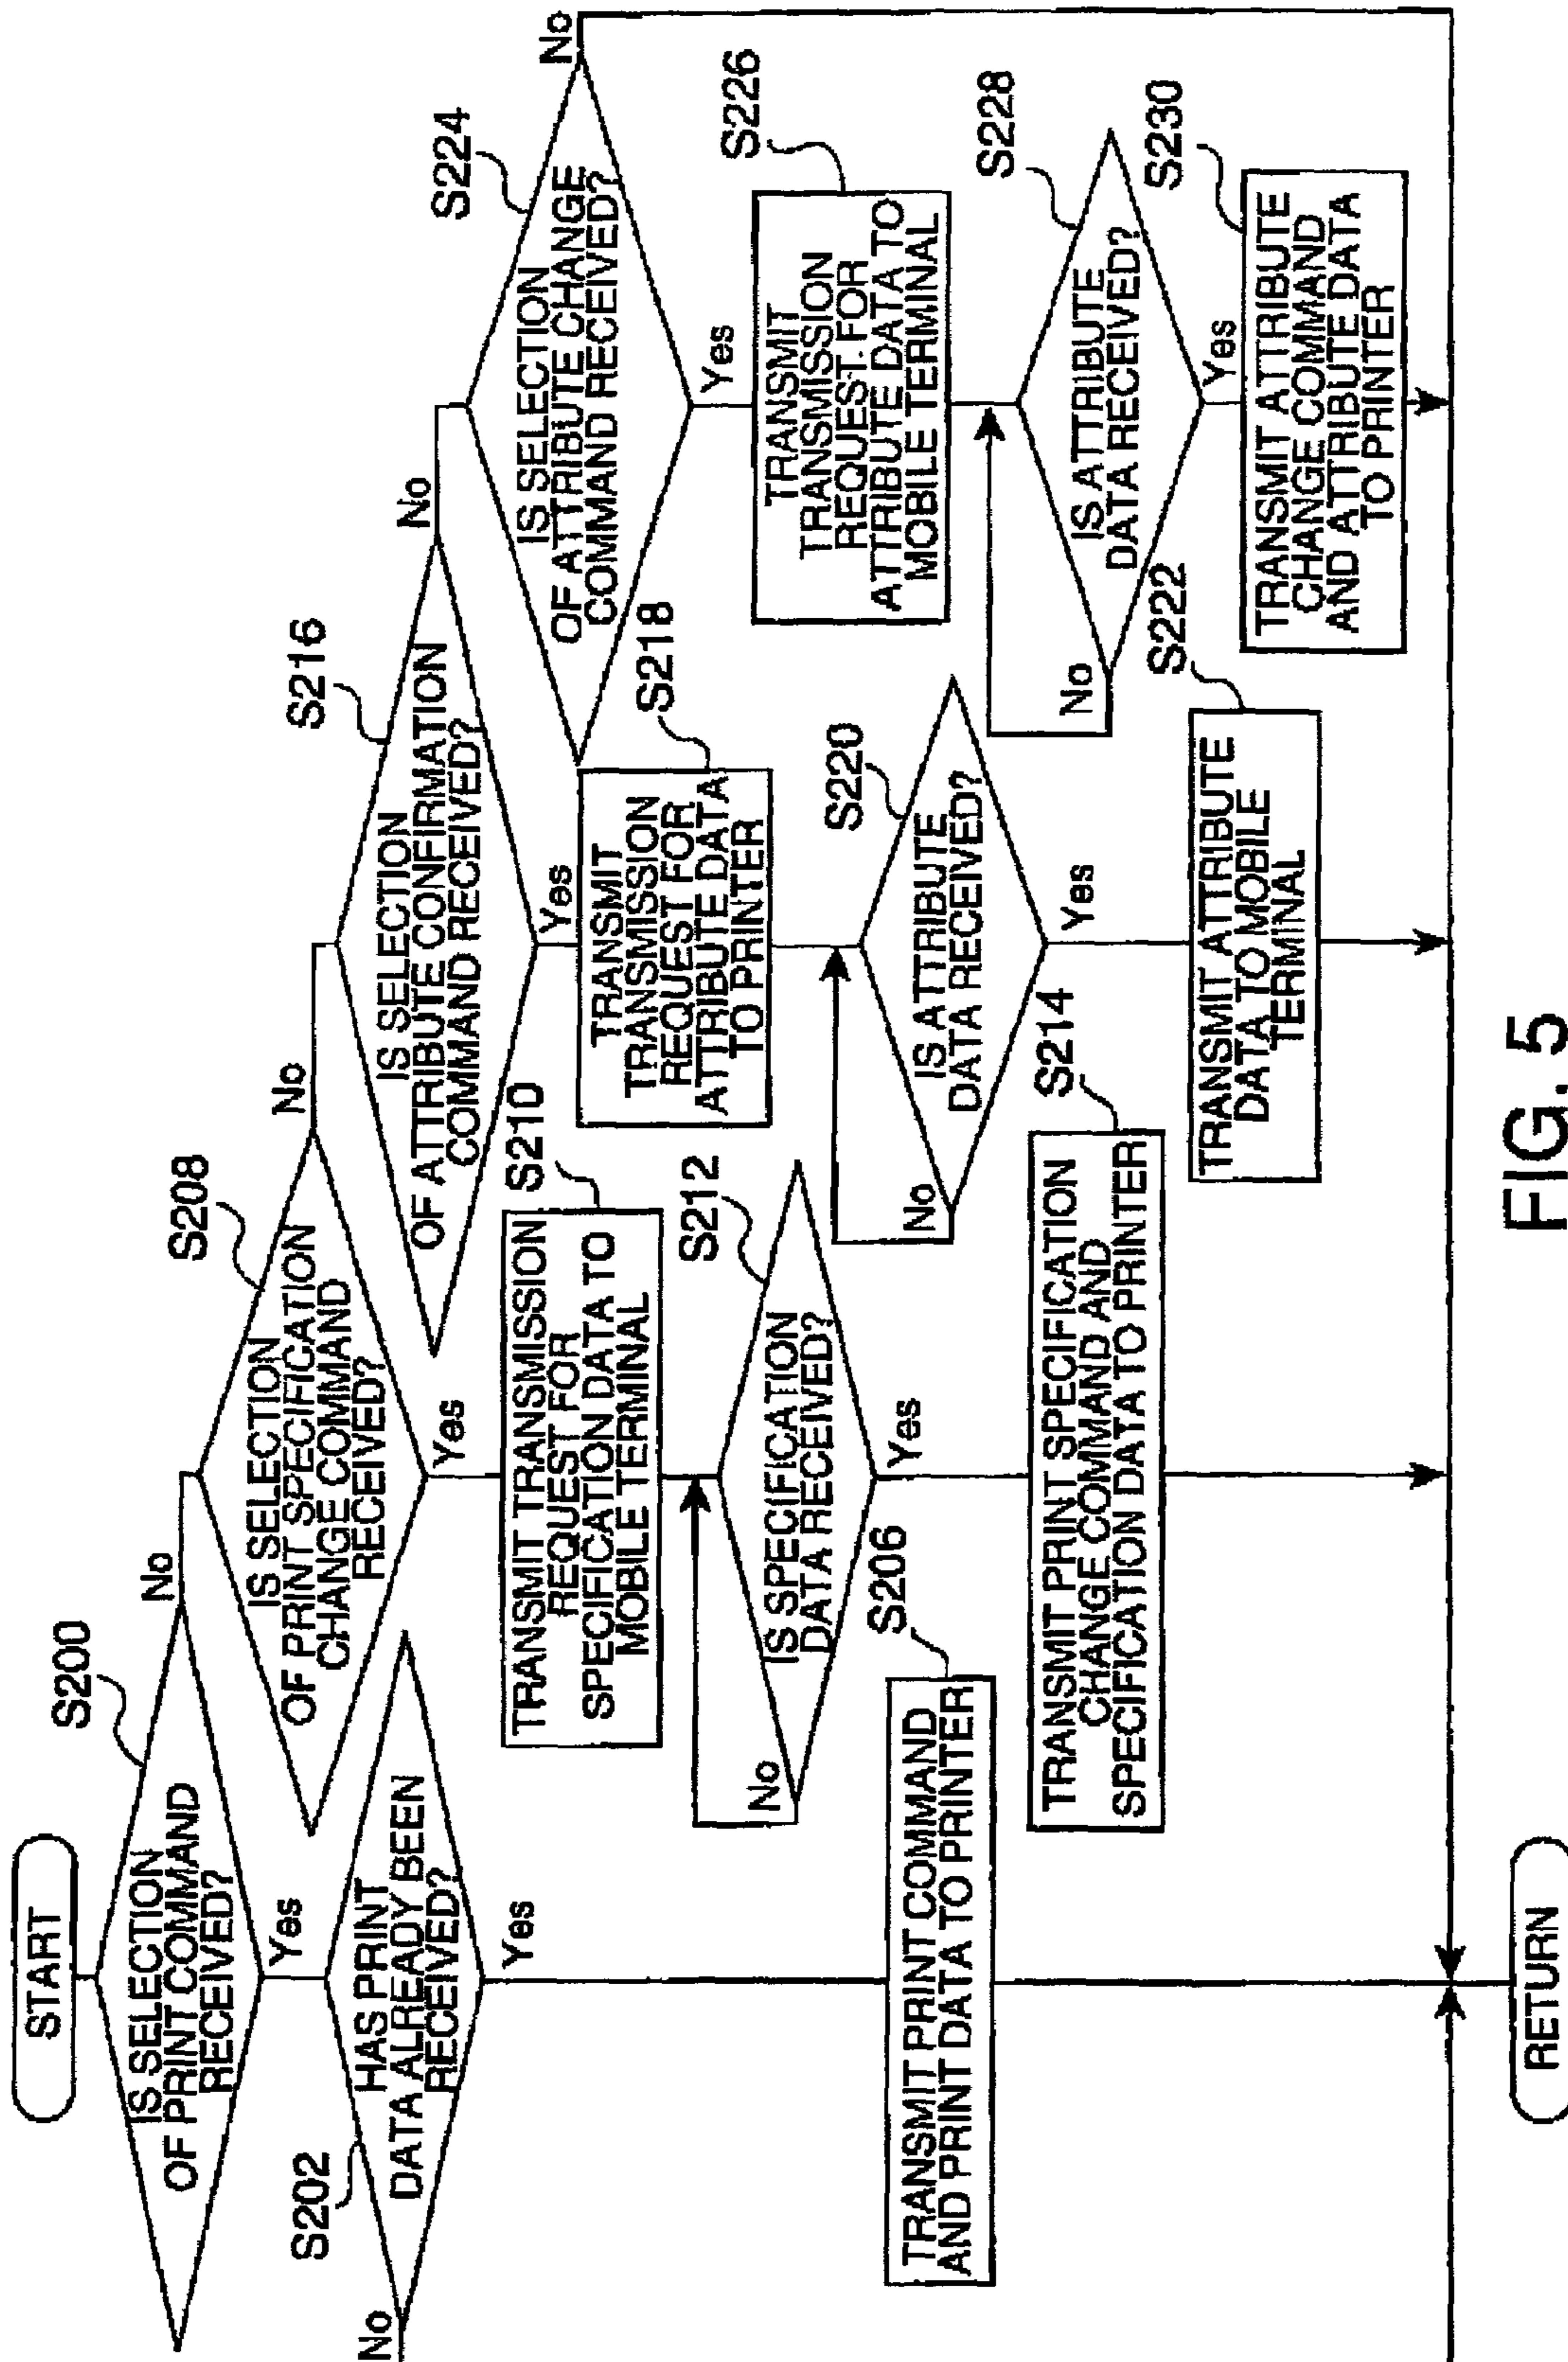 START
S200
IS SELECTION
OF PRINT COMMAND
RECEIVED?
No
Yes
S202
HAS PRINT
DATA ALREADY BEEN
RECEIVED?
No
Yes
S206
TRANSMIT PRINT COMMAND
AND PRINT DATA TO PRINTER
S208
IS SELECTION
OF PRINT SPECIFICATION
CHANGE COMMAND
RECEIVED?
No
Yes
S210
TRANSMIT TRANSMISSION
REQUEST FOR
SPECIFICATION DATA TO
MOBILE TERMINAL
S212
IS SPECIFICATION
DATA RECEIVED?
No
Yes
S214
TRANSMIT PRINT SPECIFICATION
CHANGE COMMAND AND
SPECIFICATION DATA TO PRINTER
S216
IS SELECTION
OF ATTRIBUTE CONFIRMATION
COMMAND RECEIVED?
No
Yes
S218
TRANSMIT
TRANSMISSION
REQUEST FOR
ATTRIBUTE DATA
TO PRINTER
S220
IS ATTRIBUTE
DATA RECEIVED?
No
Yes
S222
TRANSMIT ATTRIBUTE
DATA TO MOBILE
TERMINAL
S224
IS SELECTION
OF ATTRIBUTE CHANGE
COMMAND RECEIVED?
No
Yes
S226
TRANSMIT
TRANSMISSION
REQUEST FOR
ATTRIBUTE DATA TO
MOBILE TERMINAL
S228
IS ATTRIBUTE
DATA RECEIVED?
No
Yes
S230
TRANSMIT ATTRIBUTE
CHANGE COMMAND
AND ATTRIBUTE DATA
TO PRINTER
RETURN
FIG. 5